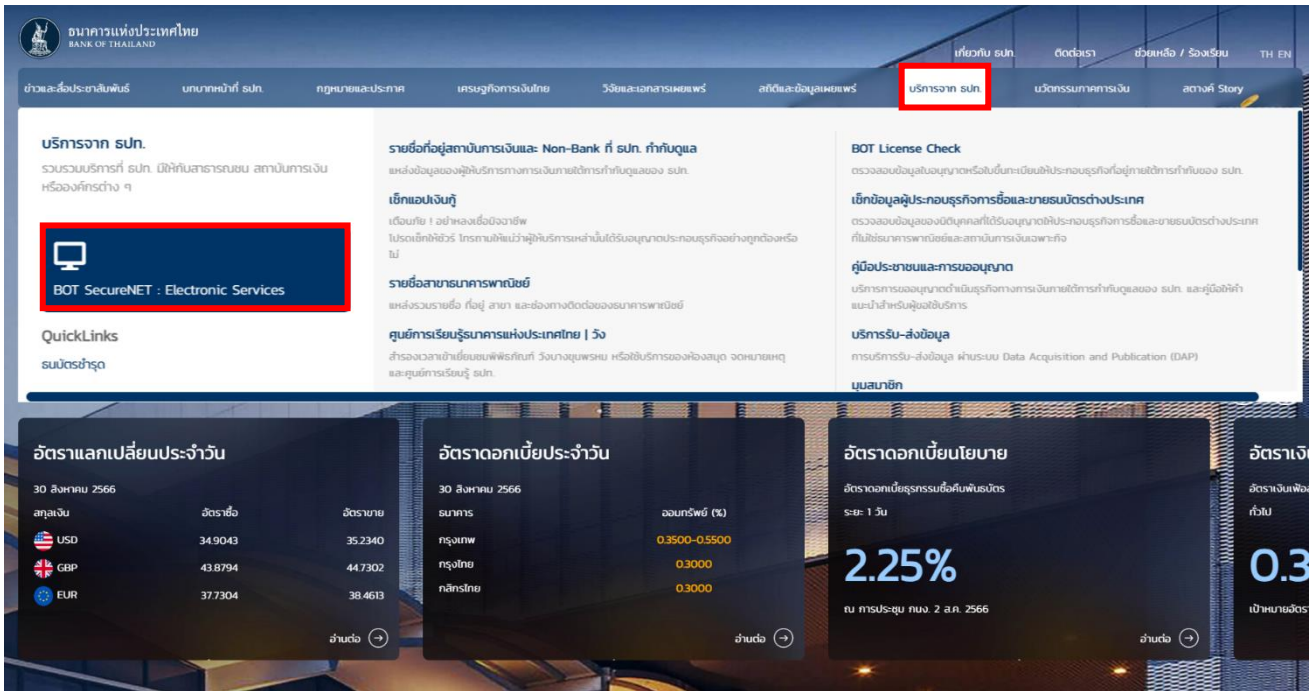 ธนาคารแห่งประเทศไทย
BANK OF THAILAND
เกี่ยวกับ ธปท. ติดต่อเรา ช่วยเหลือ / ร้องเรียน TH EN
ข่าวและสื่อประชาสัมพันธ์ บทบาทหน้าที่ ธปท. กฎหมายและประกาศ เศรษฐกิจการเงินไทย วิจัยและเอกสารเผยแพร่ สถิติและข้อมูลเผยแพร่ บริการจาก ธปท. นวัตกรรมภาคการเงิน สตางค์ Story
บริการจาก ธปท.
รวบรวมบริการที่ ธปท. มีให้กับสาธารณชน สถาบันการเงิน
หรือองค์กรต่าง ๆ
BOT SecureNET : Electronic Services
QuickLinks
ธนบัตรชำรุด
รายชื่อที่อยู่สถาบันการเงินและ Non-Bank ที่ ธปท. กำกับดูแล
แหล่งข้อมูลของผู้ให้บริการทางการเงินภายใต้การกำกับดูแลของ ธปท.
เช็กแอปเงินกู้
เตือนภัย ! อย่าหลงเชื่อมิจฉาชีพ
โปรดเช็กให้ชัวร์ โทรถามให้แน่ว่าผู้ให้บริการเหล่านั้นได้รับอนุญาตประกอบธุรกิจอย่างถูกต้องหรือ
ไม่
รายชื่อสาขาธนาคารพาณิชย์
แหล่งรวมรายชื่อ ที่อยู่ สาขา และช่องทางติดต่อของธนาคารพาณิชย์
ศูนย์การเรียนรู้ธนาคารแห่งประเทศไทย | วัง
สำรองเวลาเข้าเยี่ยมชมพิพิธภัณฑ์ วังบางขุนพรหม หรือใช้บริการของห้องสมุด จดหมายเหตุ
และศูนย์การเรียนรู้ ธปท.
BOT License Check
ตรวจสอบข้อมูลใบอนุญาตหรือใบขึ้นทะเบียนให้ประกอบธุรกิจที่อยู่ภายใต้การกำกับของ ธปท.
เช็กข้อมูลผู้ประกอบธุรกิจการซื้อและขายธนบัตรต่างประเทศ
ตรวจสอบข้อมูลของนิติบุคคลที่ได้รับอนุญาตให้ประกอบธุรกิจการซื้อและขายธนบัตรต่างประเทศ
ที่ไม่ใช่ธนาคารพาณิชย์และสถาบันการเงินเฉพาะกิจ
คู่มือประชาชนและการขออนุญาต
บริการการขออนุญาตดำเนินธุรกิจทางการเงินภายใต้การกำกับดูแลของ ธปท. และคู่มือให้คำ
แนะนำสำหรับผู้ขอใช้บริการ
บริการรับ-ส่งข้อมูล
การบริการรับ-ส่งข้อมูล ผ่านระบบ Data Acquisition and Publication (DAP)
มุมสมาชิก
อัตราแลกเปลี่ยนประจำวัน
30 สิงหาคม 2566
สกุลเงิน อัตราซื้อ อัตราขาย
USD 34.9043 35.2340
GBP 43.8794 44.7302
EUR 37.7304 38.4613
อ่านต่อ
อัตราดอกเบี้ยประจำวัน
30 สิงหาคม 2566
ธนาคาร ออมทรัพย์ (%)
กรุงเทพ 0.3500-0.5500
กรุงไทย 0.3000
กสิกรไทย 0.3000
อ่านต่อ
อัตราดอกเบี้ยนโยบาย
อัตราดอกเบี้ยธุรกรรมซื้อคืนพันธบัตร
ระยะ 1 วัน
2.25%
ณ การประชุม กนง. 2 ส.ค. 2566
อ่านต่อ
อัตราเงิ
อัตราเงินเฟ้อ
ทั่วไป
0.3
เป้าหมายอัตรา